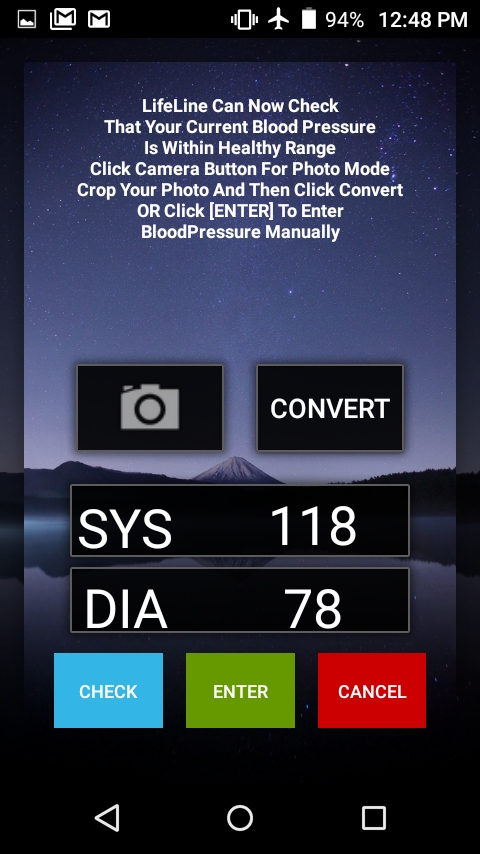 94% 12:48 PM
LifeLine Can Now Check
That Your Current Blood Pressure
Is Within Healthy Range
Click Camera Button For Photo Mode
Crop Your Photo And Then Click Convert
OR Click [ENTER] To Enter
BloodPressure Manually
CONVERT
SYS 118
DIA 78
CHECK ENTER CANCEL